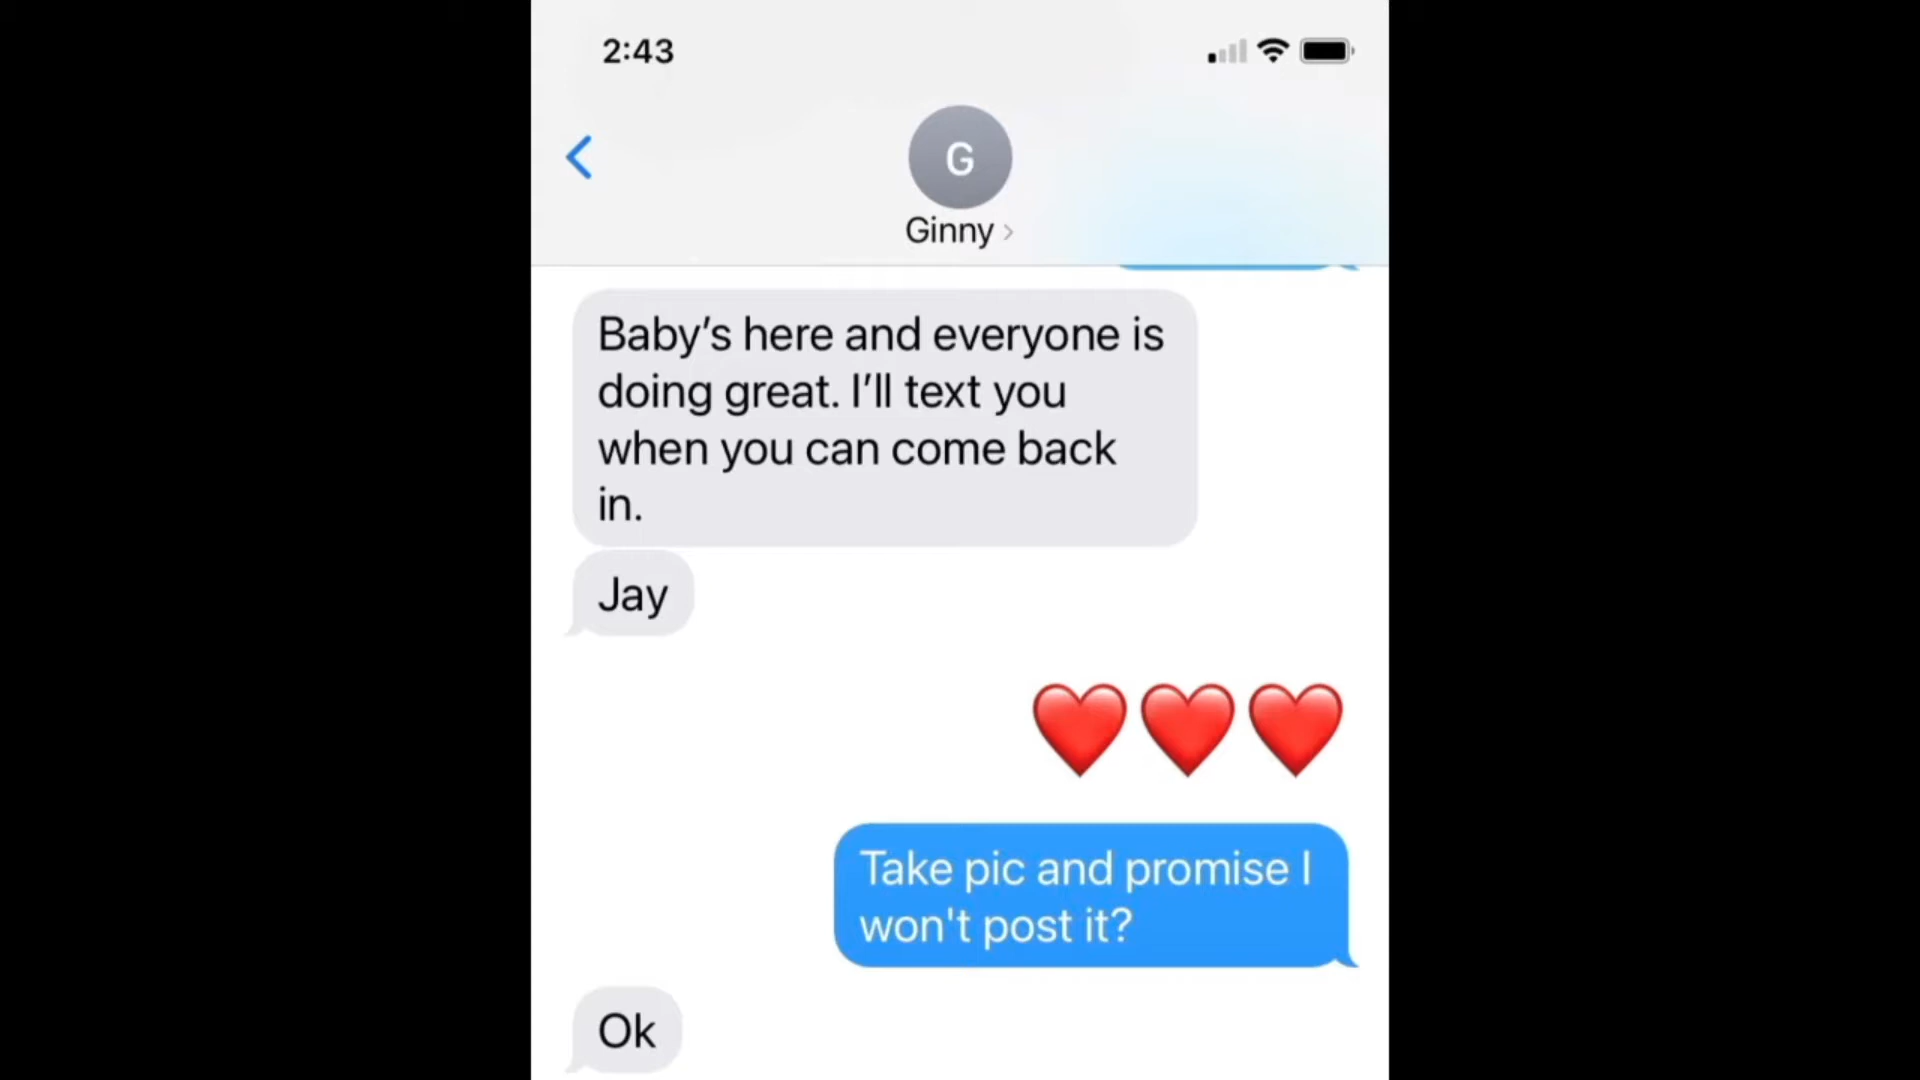 2:43
G
Ginny
Baby’s here and everyone is
doing great. I’ll text you
when you can come back
in.
Jay
❤️❤️❤️
Take pic and promise I
won't post it?
Ok